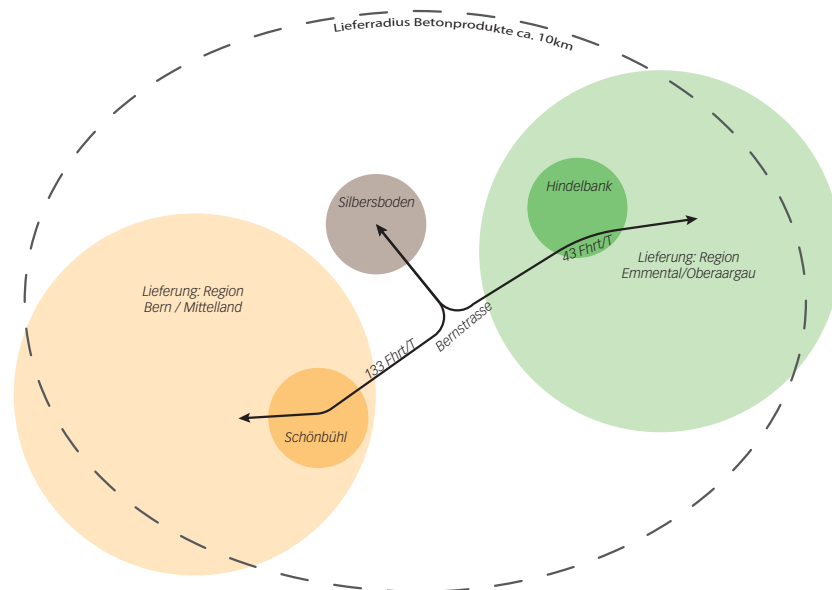 Lieferradius Betonprodukte ca. 10km
Silbersboden
Hindelbank
43 Fhrt/T
Lieferung: Region
Emmental/Oberaargau
Lieferung: Region
Bern / Mittelland
Bernstrasse
133 Fhrt/T
Schönbühl